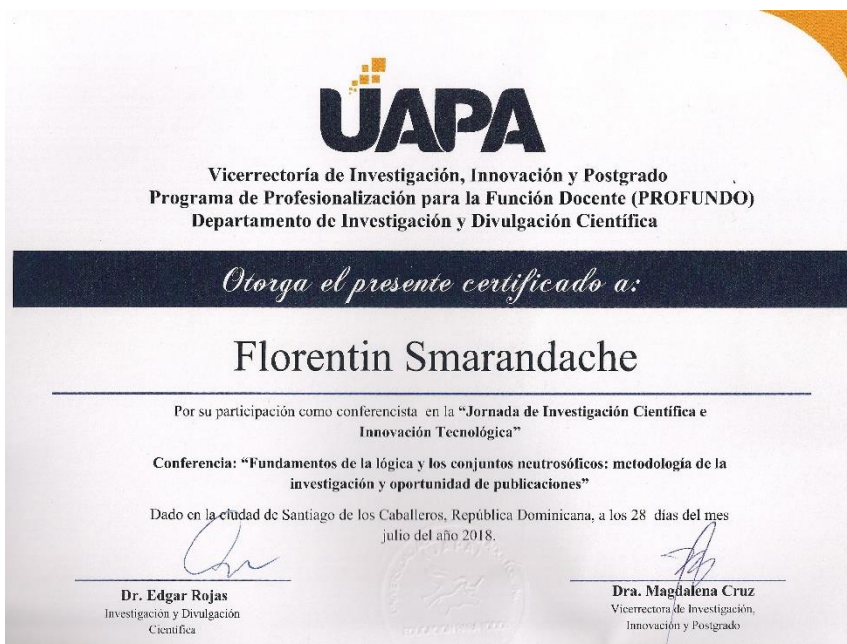 UAPA
Vicerrectoría de Investigación, Innovación y Postgrado
Programa de Profesionalización para la Función Docente (PROFUNDO)
Departamento de Investigación y Divulgación Científica
Otorga el presente certificado a:
Florentin Smarandache
Por su participación como conferencista en la “Jornada de Investigación Científica e
Innovación Tecnológica”
Conferencia: “Fundamentos de la lógica y los conjuntos neutrosóficos: metodología de la
investigación y oportunidad de publicaciones”
Dado en la ciudad de Santiago de los Caballeros, República Dominicana, a los 28 días del mes
julio del año 2018.
Dr. Edgar Rojas
Investigación y Divulgación
Científica
Dra. Magdalena Cruz
Vicerrectora de Investigación,
Innovación y Postgrado